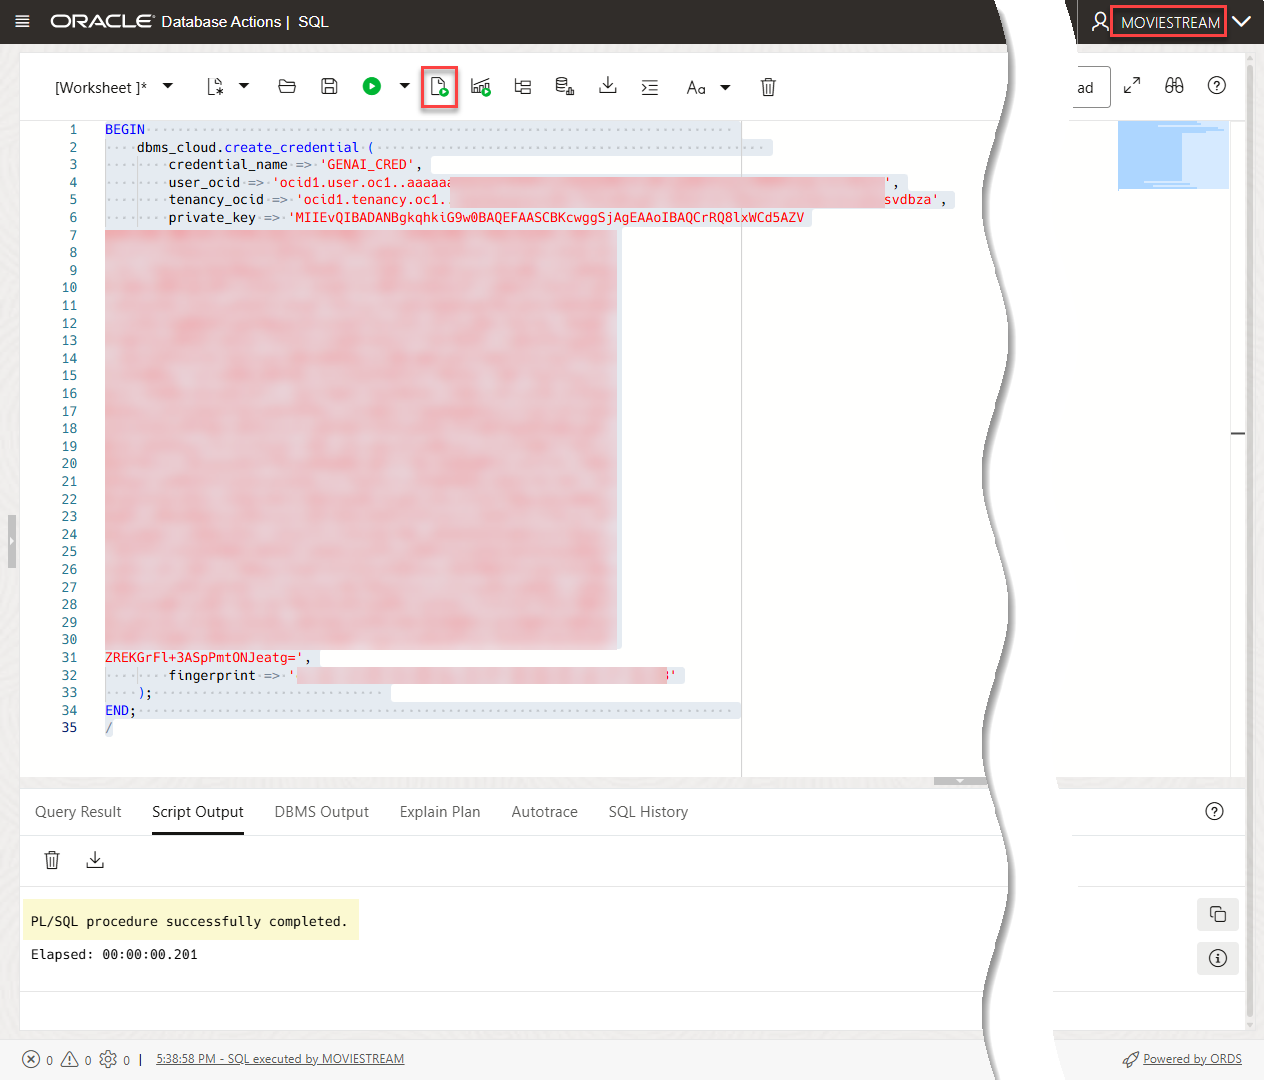 ORACLE Database Actions | SQL MOVIESTREAM
[Worksheet ]* Aa ad
1 BEGIN
2 dbms_cloud.create_credential (
3 credential_name => 'GENAI_CRED',
4 user_ocid => 'ocid1.user.oc1..aaaaaa ',
5 tenancy_ocid => 'ocid1.tenancy.oc1. svdbza',
6 private_key => 'MIIEvQIBADANBgkqhkiG9w0BAQEFAASCBKcwggSjAgEAAoIBAQCrRQ8lxWCd5AZV
7
8
9
10
11
12
13
14
15
16
17
18
19
20
21
22
23
24
25
26
27
28
29
30
31 ZREKGrFl+3ASpPmtONJeatg=',
32 fingerprint => ' '
33 );
34 END;
35 /
Query Result Script Output DBMS Output Explain Plan Autotrace SQL History
PL/SQL procedure successfully completed.
Elapsed: 00:00:00.201
0 0 0 | 5:38:58 PM - SQL executed by MOVIESTREAM Powered by ORDS